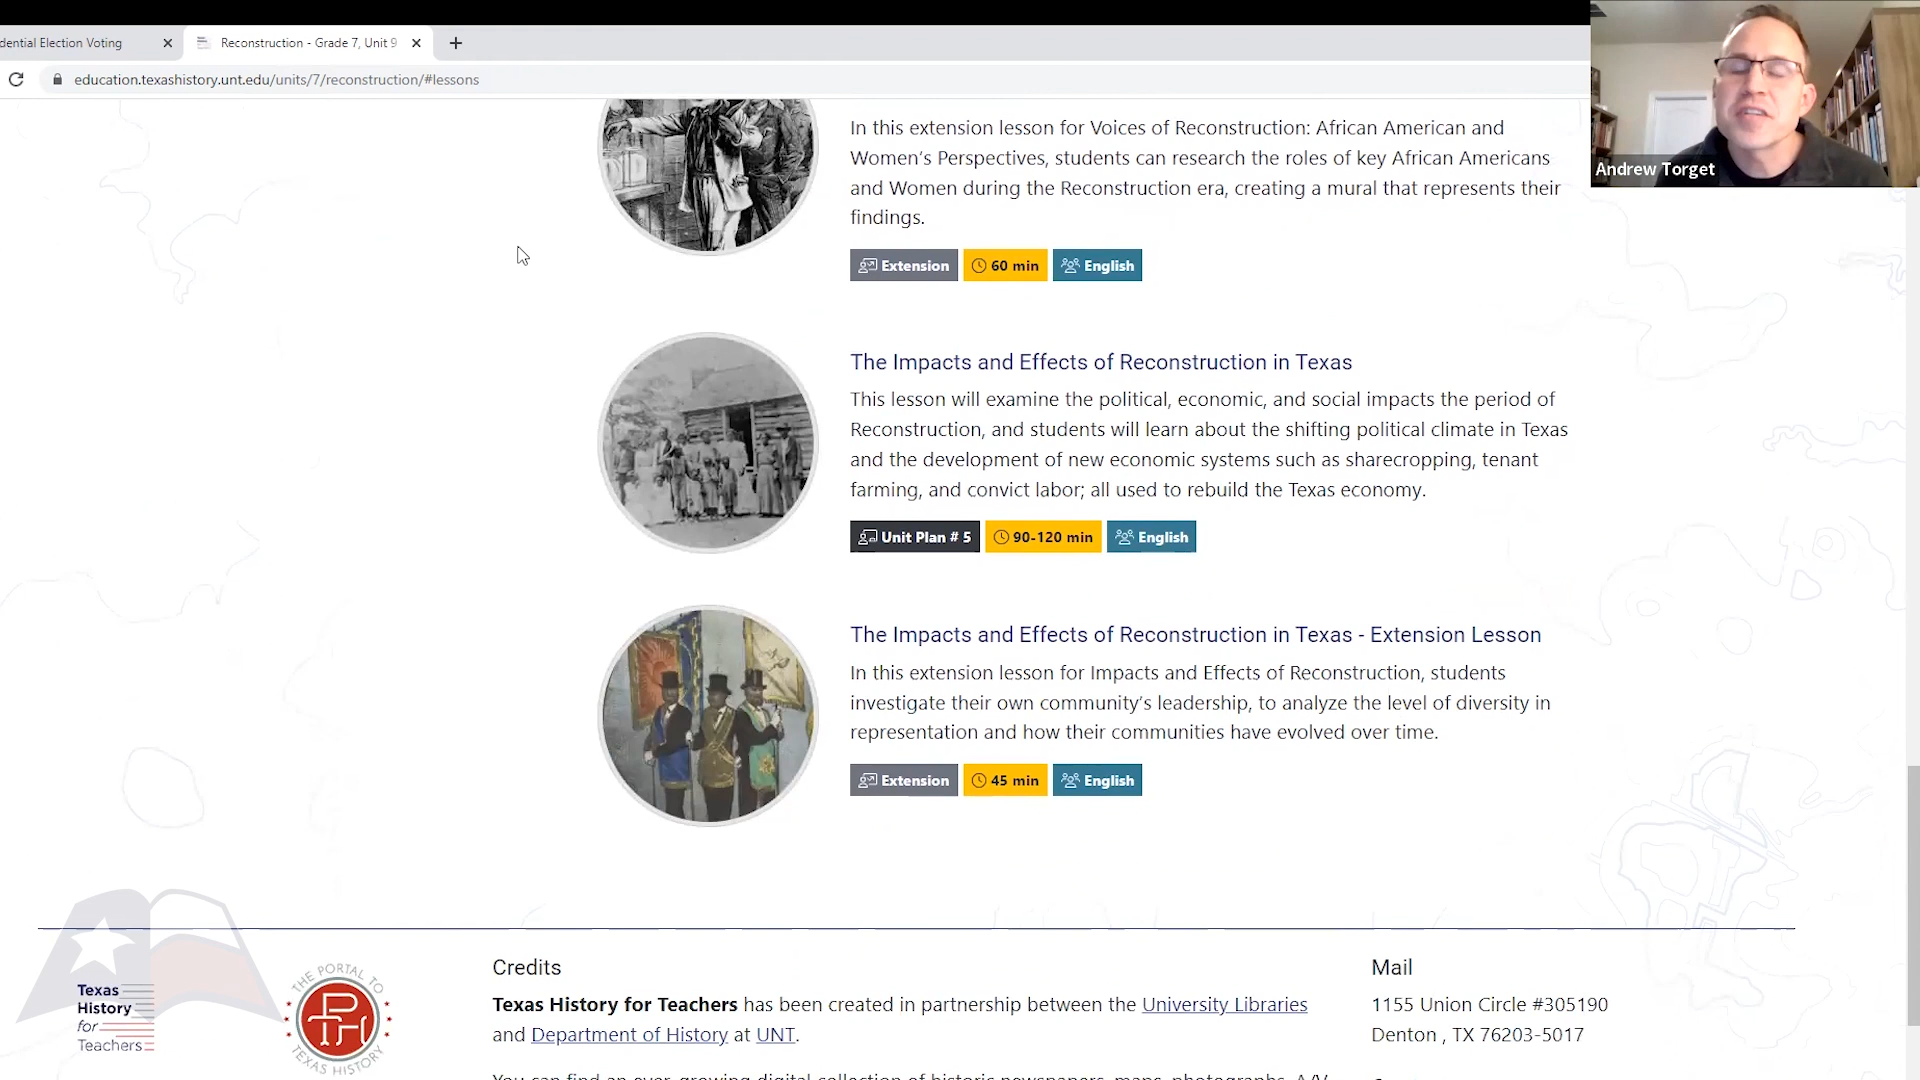 dential Election Voting
Reconstruction - Grade 7, Unit 9
education.texashistory.unt.edu/units/7/reconstruction/#lessons
Andrew Torget
In this extension lesson for Voices of Reconstruction: African American and
Women's Perspectives, students can research the roles of key African Americans
and Women during the Reconstruction era, creating a mural that represents their
findings.
Extension 60 min English
The Impacts and Effects of Reconstruction in Texas
This lesson will examine the political, economic, and social impacts the period of
Reconstruction, and students will learn about the shifting political climate in Texas
and the development of new economic systems such as sharecropping, tenant
farming, and convict labor; all used to rebuild the Texas economy.
Unit Plan # 5 90-120 min English
The Impacts and Effects of Reconstruction in Texas - Extension Lesson
In this extension lesson for Impacts and Effects of Reconstruction, students
investigate their own community's leadership, to analyze the level of diversity in
representation and how their communities have evolved over time.
Extension 45 min English
Texas
History
for
Teachers
THE PORTAL TO
PTH
TEXAS HISTORY
Credits
Texas History for Teachers has been created in partnership between the University Libraries
and Department of History at UNT.
You can find an ever-growing digital collection of historic newspapers, maps, photographs, A/V
Mail
1155 Union Circle #305190
Denton , TX 76203-5017